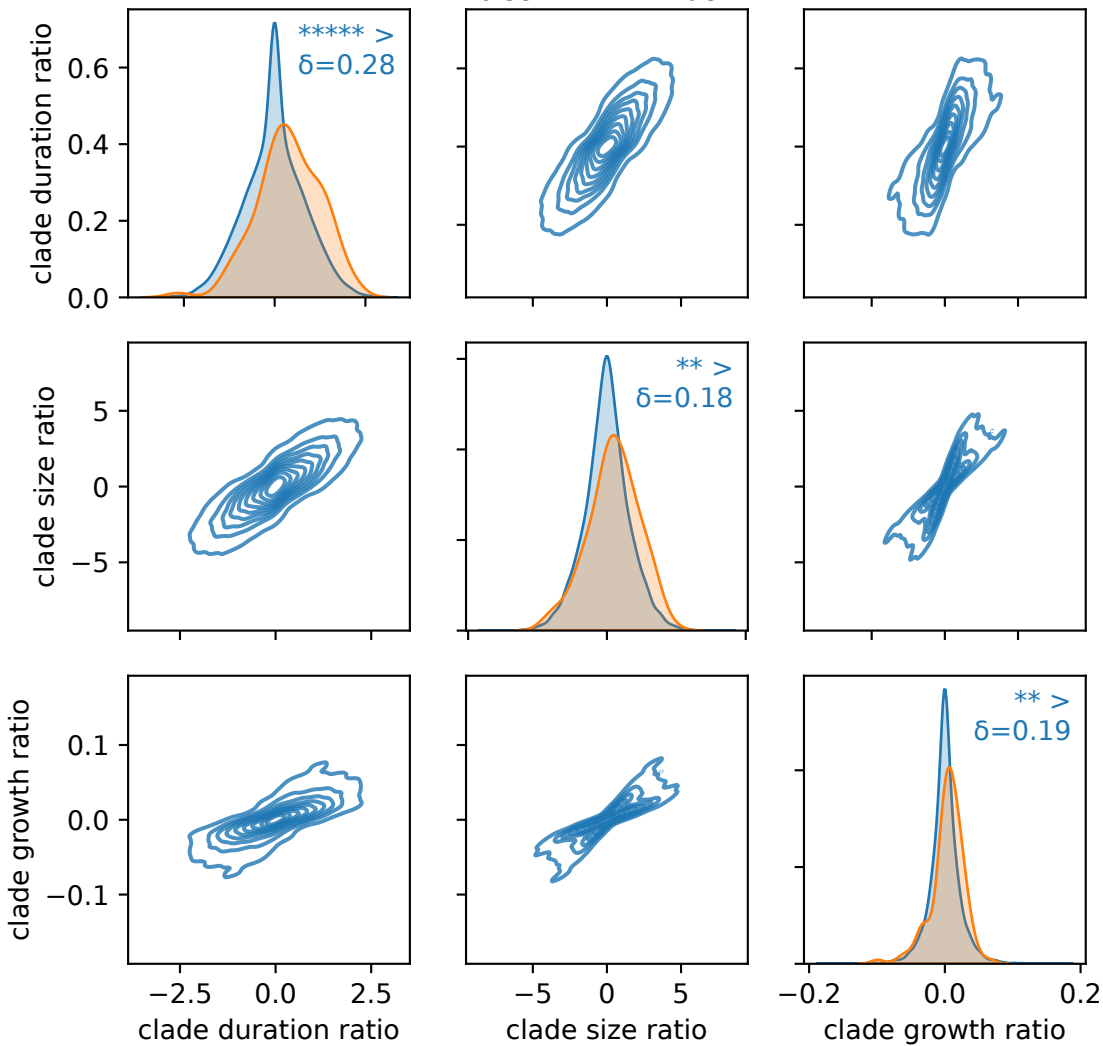 clade duration ratio
0.6
0.4
0.2
0.0
***** >
δ=0.28
clade size ratio
5
0
−5
** >
δ=0.18
clade growth ratio
0.1
0.0
−0.1
** >
δ=0.19
−2.5 0.0 2.5
−5 0 5
−0.2 0.0 0.2
clade duration ratio
clade size ratio
clade growth ratio